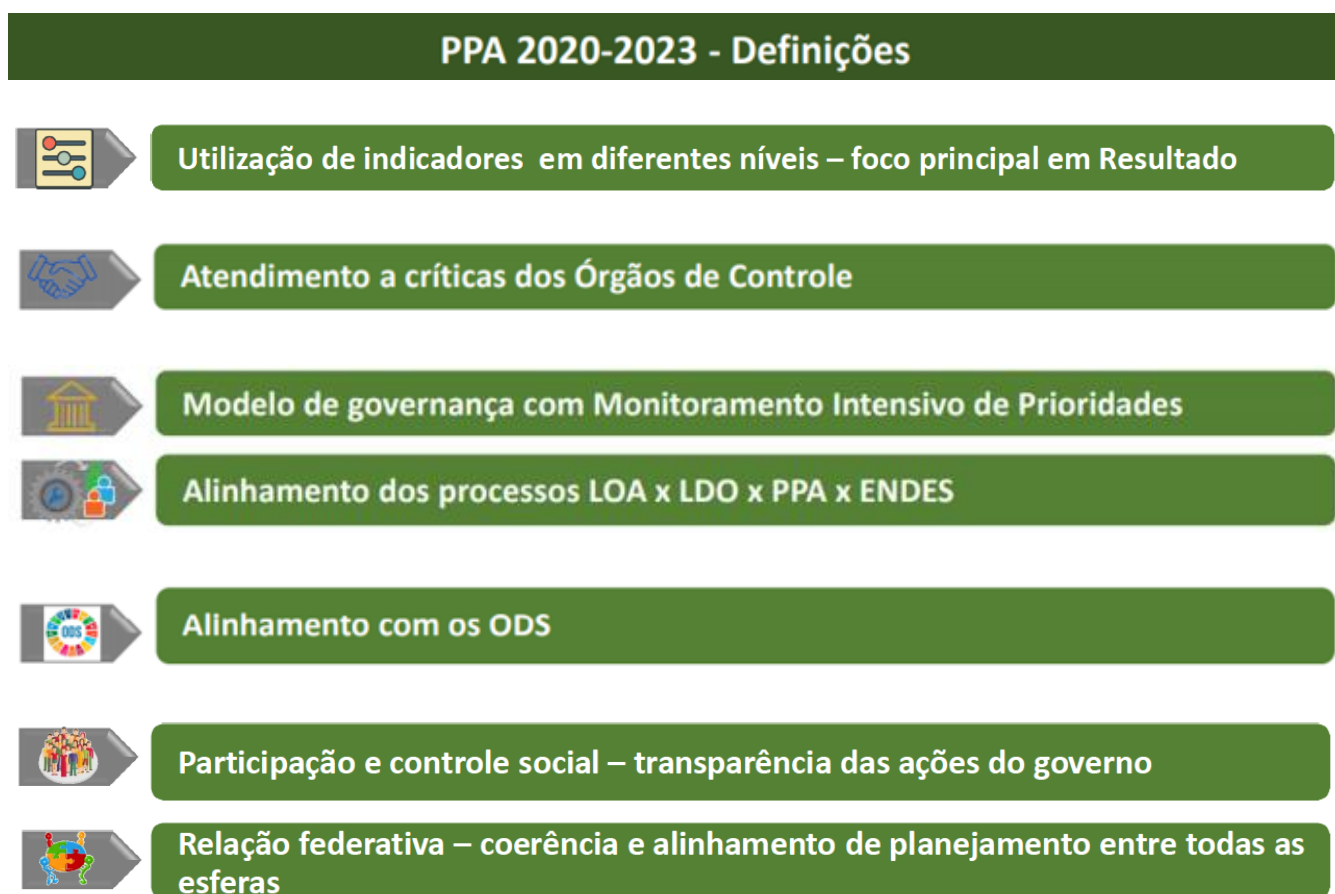 PPA 2020-2023 - Definições
Utilização de indicadores em diferentes níveis – foco principal em Resultado
Atendimento a críticas dos Órgãos de Controle
Modelo de governança com Monitoramento Intensivo de Prioridades
Alinhamento dos processos LOA x LDO x PPA x ENDES
ODS
Alinhamento com os ODS
Participação e controle social – transparência das ações do governo
Relação federativa – coerência e alinhamento de planejamento entre todas as
esferas